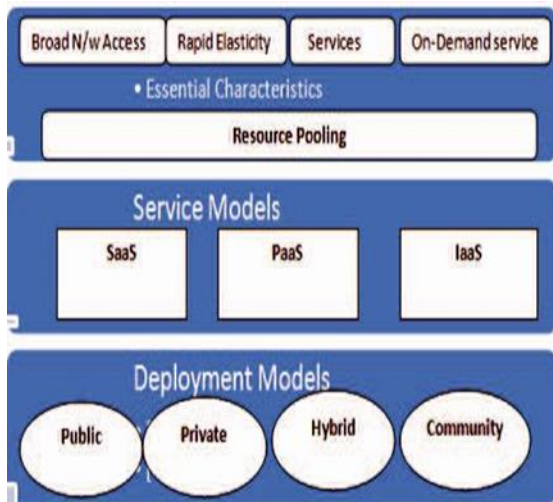 Broad N/w Access Rapid Elasticity Services On-Demand service
• Essential Characteristics
Resource Pooling
Service Models
SaaS PaaS IaaS
Deployment Models
Public Private Hybrid Community